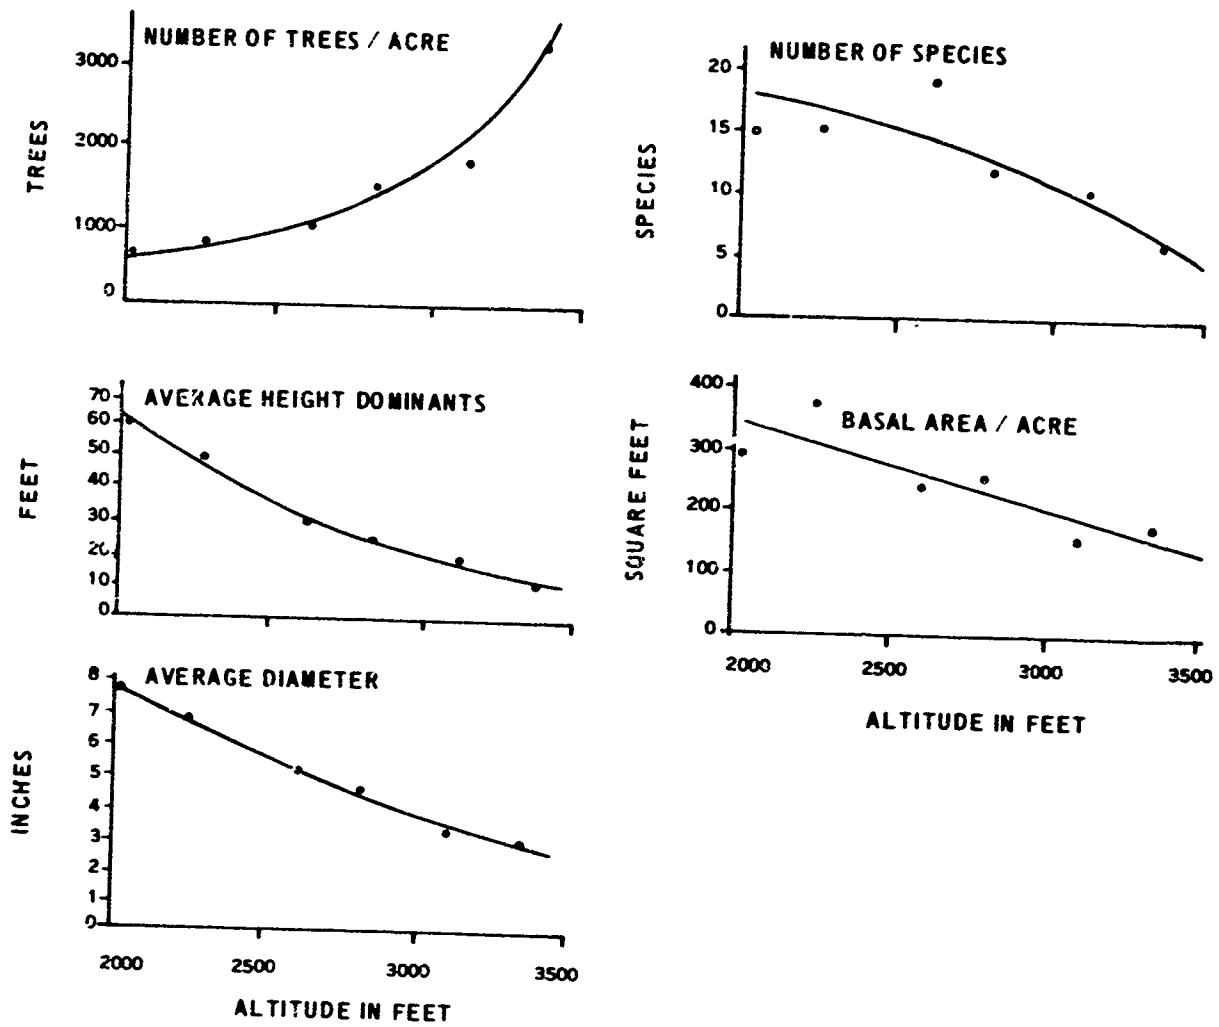 NUMBER OF TREES / ACRE
3000
2000
1000
0
TREES
NUMBER OF SPECIES
20
15
10
5
0
SPECIES
AVERAGE HEIGHT DOMINANTS
70
60
50
40
30
20
10
0
FEET
BASAL AREA / ACRE
400
300
200
100
0
SQUARE FEET
2000 2500 3000 3500
ALTITUDE IN FEET
AVERAGE DIAMETER
8
7
6
5
4
3
2
1
0
INCHES
2000 2500 3000 3500
ALTITUDE IN FEET